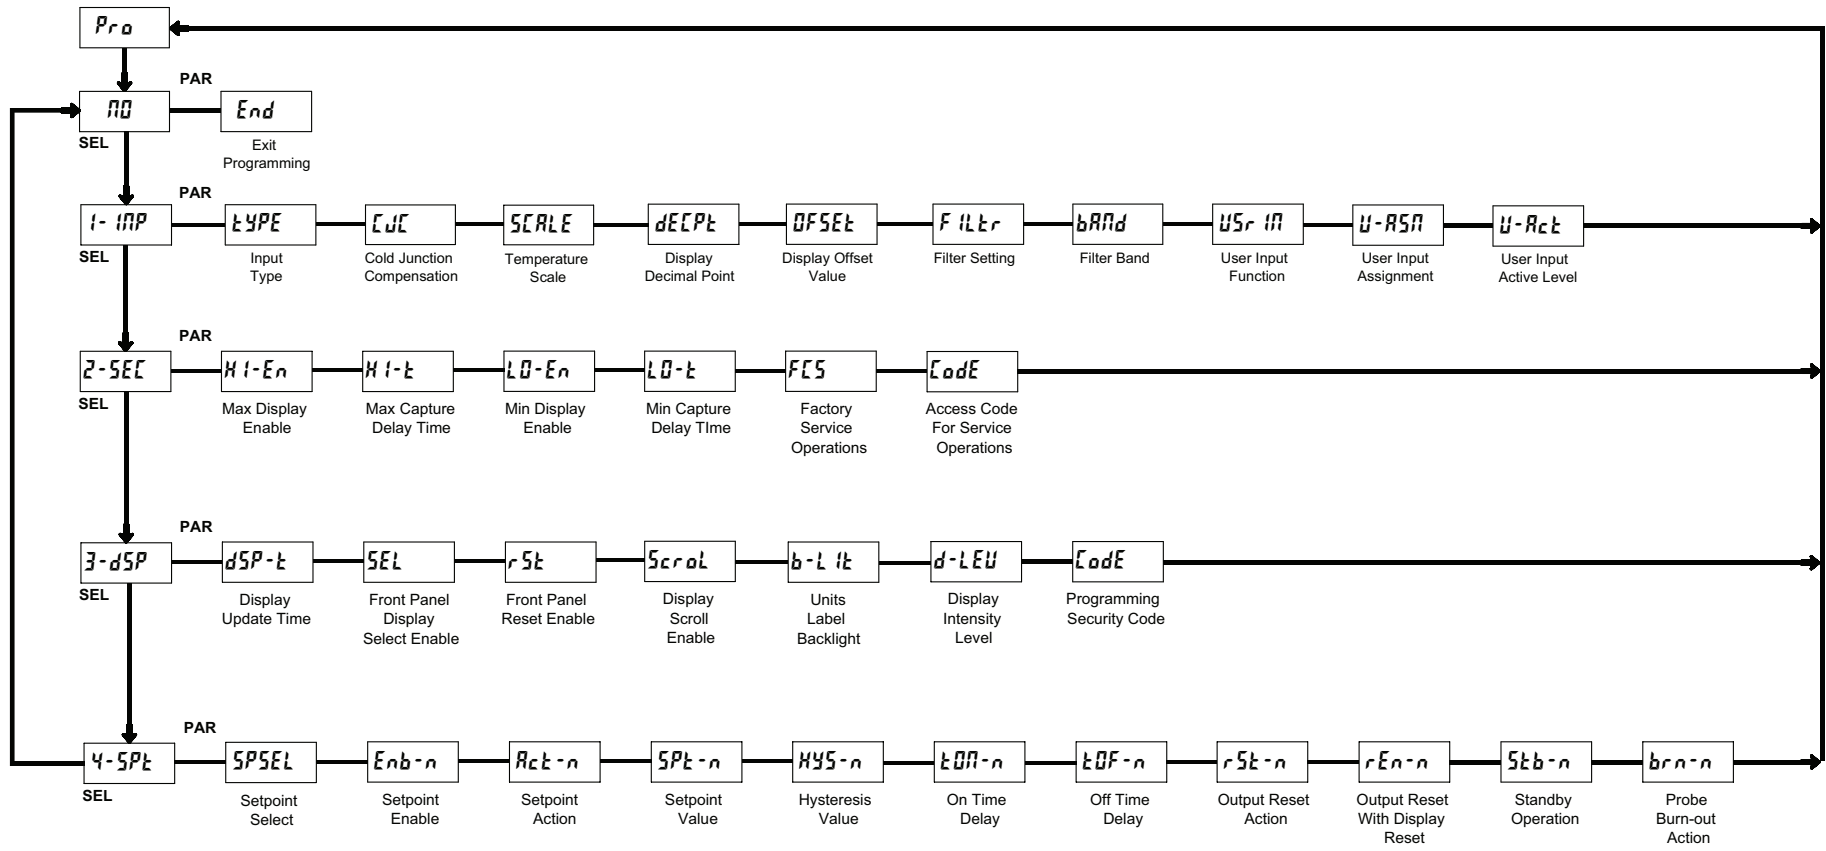 Pro
PAR
NO
End
SEL
Exit
Programming
PAR
1-INP
tYPE
CJC
SCALE
dECPt
OFSEt
FILtr
bANd
USrIN
U-ASN
U-Act
SEL
Input
Type
Cold Junction
Compensation
Temperature
Scale
Display
Decimal Point
Display Offset
Value
Filter Setting
Filter Band
User Input
Function
User Input
Assignment
User Input
Active Level
PAR
2-SEC
HI-En
HI-t
LO-En
LO-t
FCS
CodE
SEL
Max Display
Enable
Max Capture
Delay Time
Min Display
Enable
Min Capture
Delay TIme
Factory
Service
Operations
Access Code
For Service
Operations
PAR
3-dSP
dSP-t
SEL
rSt
ScroL
b-LIt
d-LEV
CodE
SEL
Display
Update Time
Front Panel
Display
Select Enable
Front Panel
Reset Enable
Display
Scroll
Enable
Units
Label
Backlight
Display
Intensity
Level
Programming
Security Code
PAR
4-SPt
SPSEL
Enb-n
Act-n
SPt-n
HYS-n
tON-n
tOF-n
rSt-n
rEn-n
Stb-n
brn-n
SEL
Setpoint
Select
Setpoint
Enable
Setpoint
Action
Setpoint
Value
Hysteresis
Value
On Time
Delay
Off Time
Delay
Output Reset
Action
Output Reset
With Display
Reset
Standby
Operation
Probe
Burn-out
Action